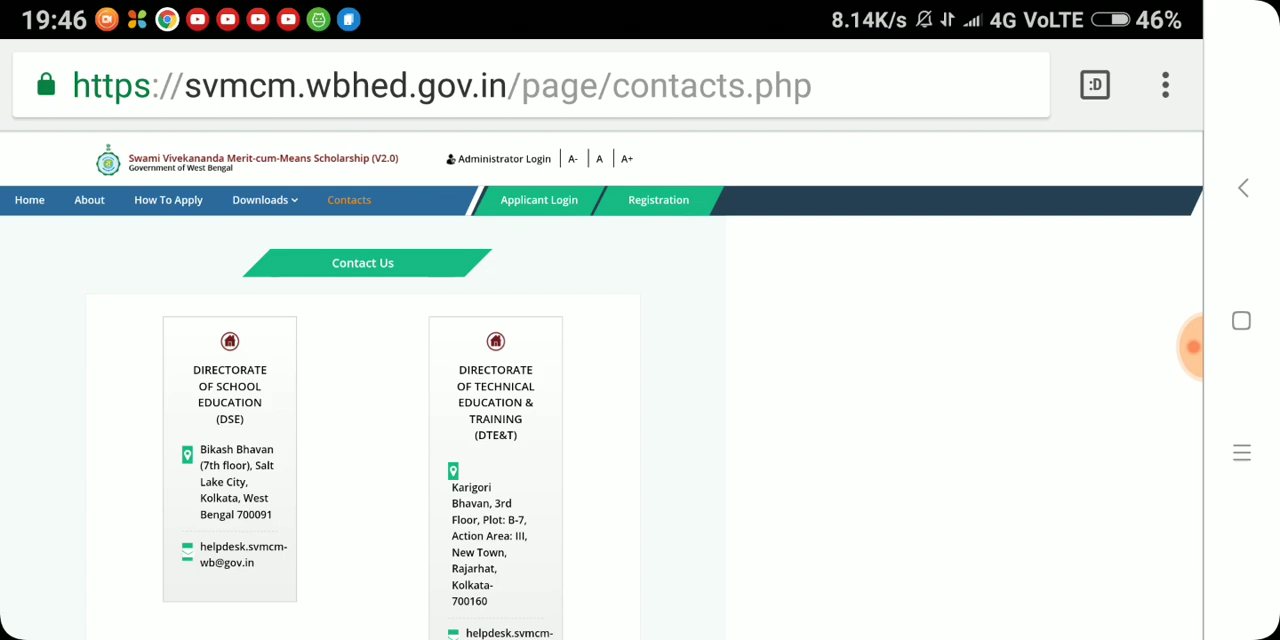 19:46 8.14K/s 4G VoLTE 46%
https://svmcm.wbhed.gov.in/page/contacts.php :D
Swami Vivekananda Merit-cum-Means Scholarship (V2.0)
Government of West Bengal
Administrator Login A- A A+
Home About How To Apply Downloads Contacts Applicant Login Registration
Contact Us
DIRECTORATE
OF SCHOOL
EDUCATION
(DSE)
Bikash Bhavan
(7th floor), Salt
Lake City,
Kolkata, West
Bengal 700091
helpdesk.svmcm-
wb@gov.in
DIRECTORATE
OF TECHNICAL
EDUCATION &
TRAINING
(DTE&T)
Karigori
Bhavan, 3rd
Floor, Plot: B-7,
Action Area: III,
New Town,
Rajarhat,
Kolkata-
700160
helpdesk.svmcm-